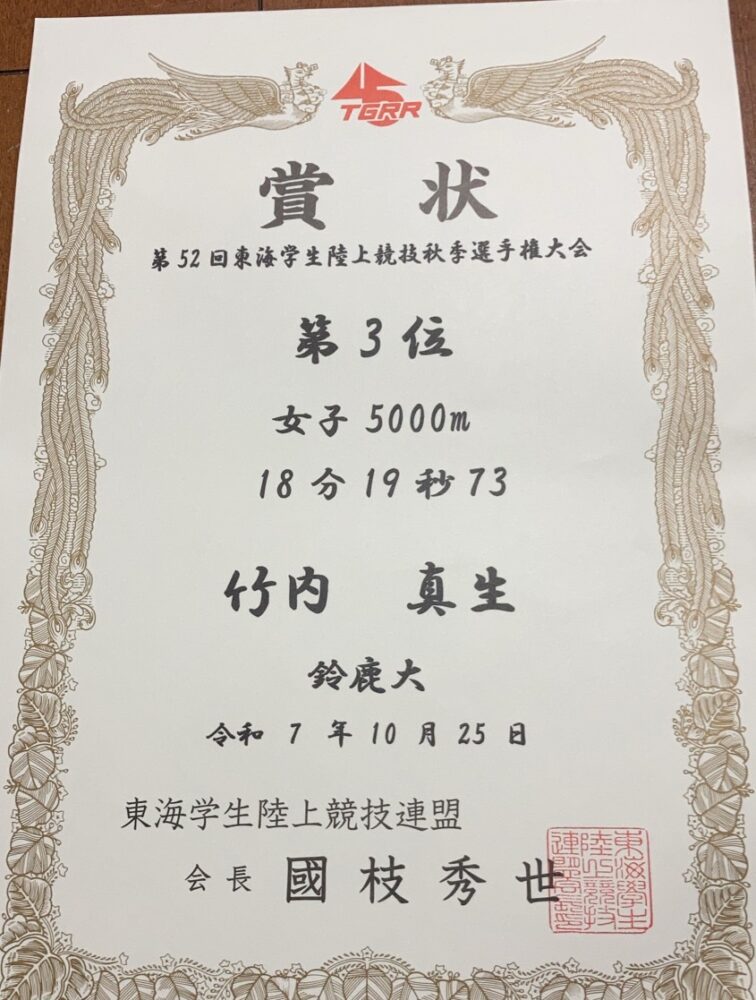 TGRR
賞 状
第52回東海学生陸上競技秋季選手権大会
第3位
女子 5000m
18分19秒73
竹内 真生
鈴鹿大
令和 7 年 10 月 25 日
東海学生陸上競技連盟
会長 國枝秀世